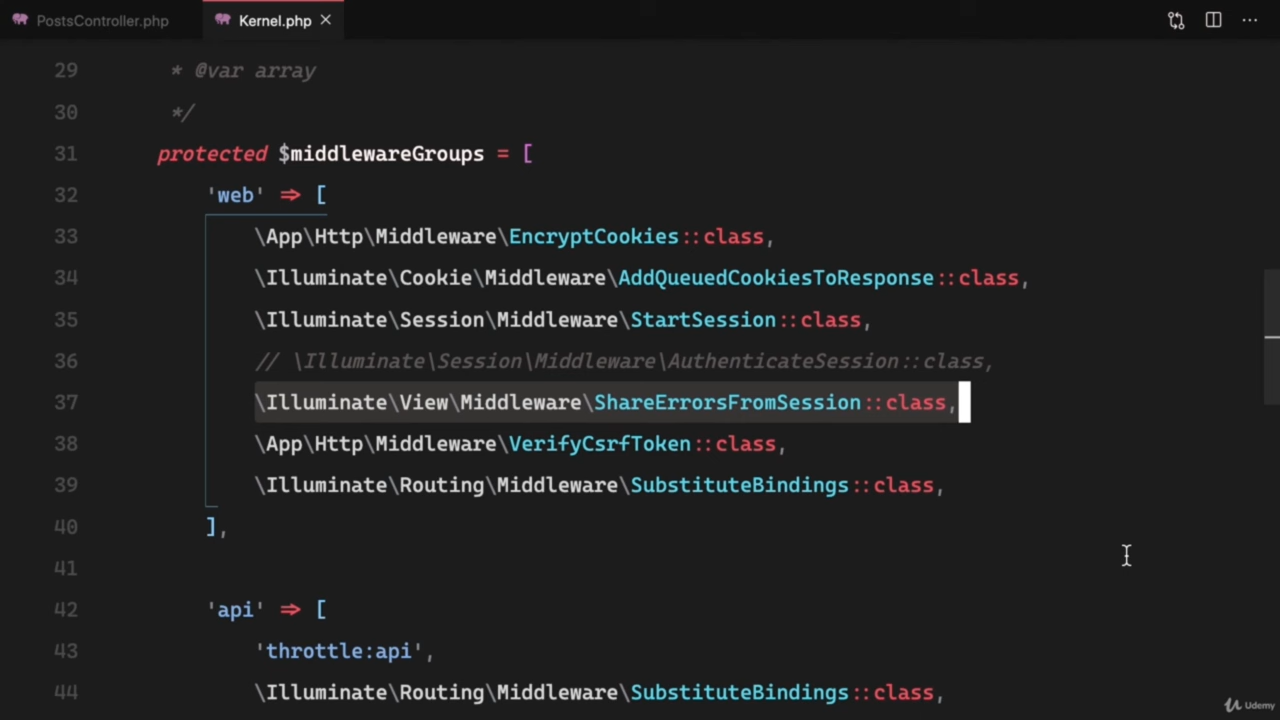 PostsController.php Kernel.php
29 * @var array
30 */
31 protected $middlewareGroups = [
32 'web' => [
33 \App\Http\Middleware\EncryptCookies::class,
34 \Illuminate\Cookie\Middleware\AddQueuedCookiesToResponse::class,
35 \Illuminate\Session\Middleware\StartSession::class,
36 // \Illuminate\Session\Middleware\AuthenticateSession::class,
37 \Illuminate\View\Middleware\ShareErrorsFromSession::class,
38 \App\Http\Middleware\VerifyCsrfToken::class,
39 \Illuminate\Routing\Middleware\SubstituteBindings::class,
40 ],
41
42 'api' => [
43 'throttle:api',
44 \Illuminate\Routing\Middleware\SubstituteBindings::class,
Udemy